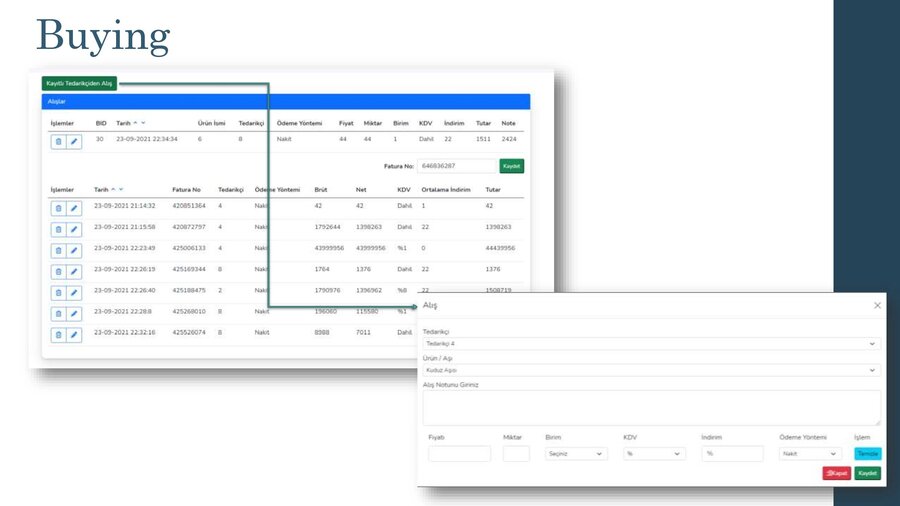 Buying
Kayıtlı Tedarikçiden Alış
Alışlar
İşlemler BID Tarih Ürün İsmi Tedarikçi Ödeme Yöntemi Fiyat Miktar Birim KDV İndirim Tutar Note
30 23-09-2021 22:34:34 6 8 Nakit 44 44 1 Dahil 22 1511 2424
Fatura No: 646836287 Kaydet
İşlemler Tarih Fatura No Tedarikçi Ödeme Yöntemi Brüt Net KDV Ortalama İndirim Tutar
23-09-2021 21:14:32 420851364 4 Nakit 42 42 Dahil 1 42
23-09-2021 21:15:58 420872797 4 Nakit 1792644 1398263 Dahil 22 1398263
23-09-2021 22:23:49 425006133 4 Nakit 43999956 43999956 %1 0 44439956
23-09-2021 22:26:19 425169344 8 Nakit 1764 1376 Dahil 22 1376
23-09-2021 22:26:40 425188475 2 Nakit 1790976 1396962 %8 22 1508719
23-09-2021 22:28:8 425268010 8 Nakit 196060 115580 %1
23-09-2021 22:32:16 425526074 8 Nakit 8988 7011 Dahil
Alış
Tedarikçi
Tedarikçi 4
Ürün / Aşı
Kuduz Aşısı
Alış Notunu Giriniz
Fiyatı Miktar Birim KDV İndirim Ödeme Yöntemi İşlem
Seçiniz % % Nakit Temizle
Kapat Kaydet